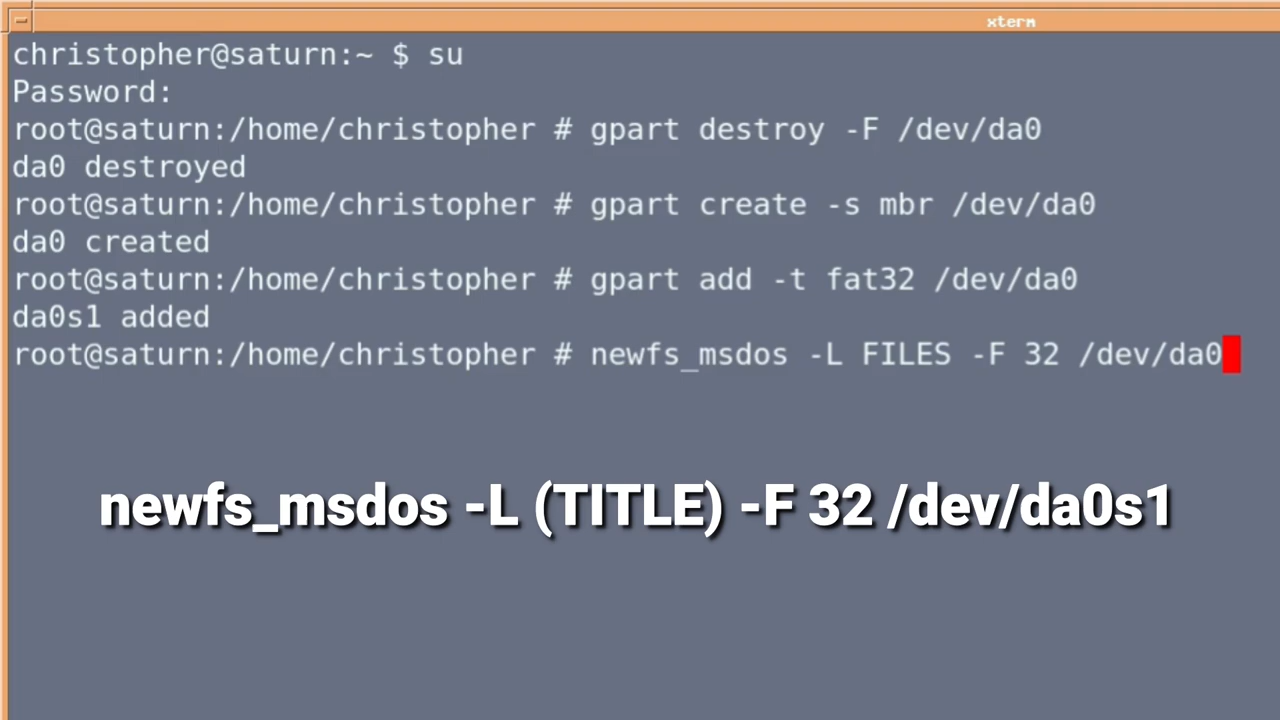 xterm
christopher@saturn:~ $ su
Password:
root@saturn:/home/christopher # gpart destroy -F /dev/da0
da0 destroyed
root@saturn:/home/christopher # gpart create -s mbr /dev/da0
da0 created
root@saturn:/home/christopher # gpart add -t fat32 /dev/da0
da0s1 added
root@saturn:/home/christopher # newfs_msdos -L FILES -F 32 /dev/da0
newfs_msdos -L (TITLE) -F 32 /dev/da0s1